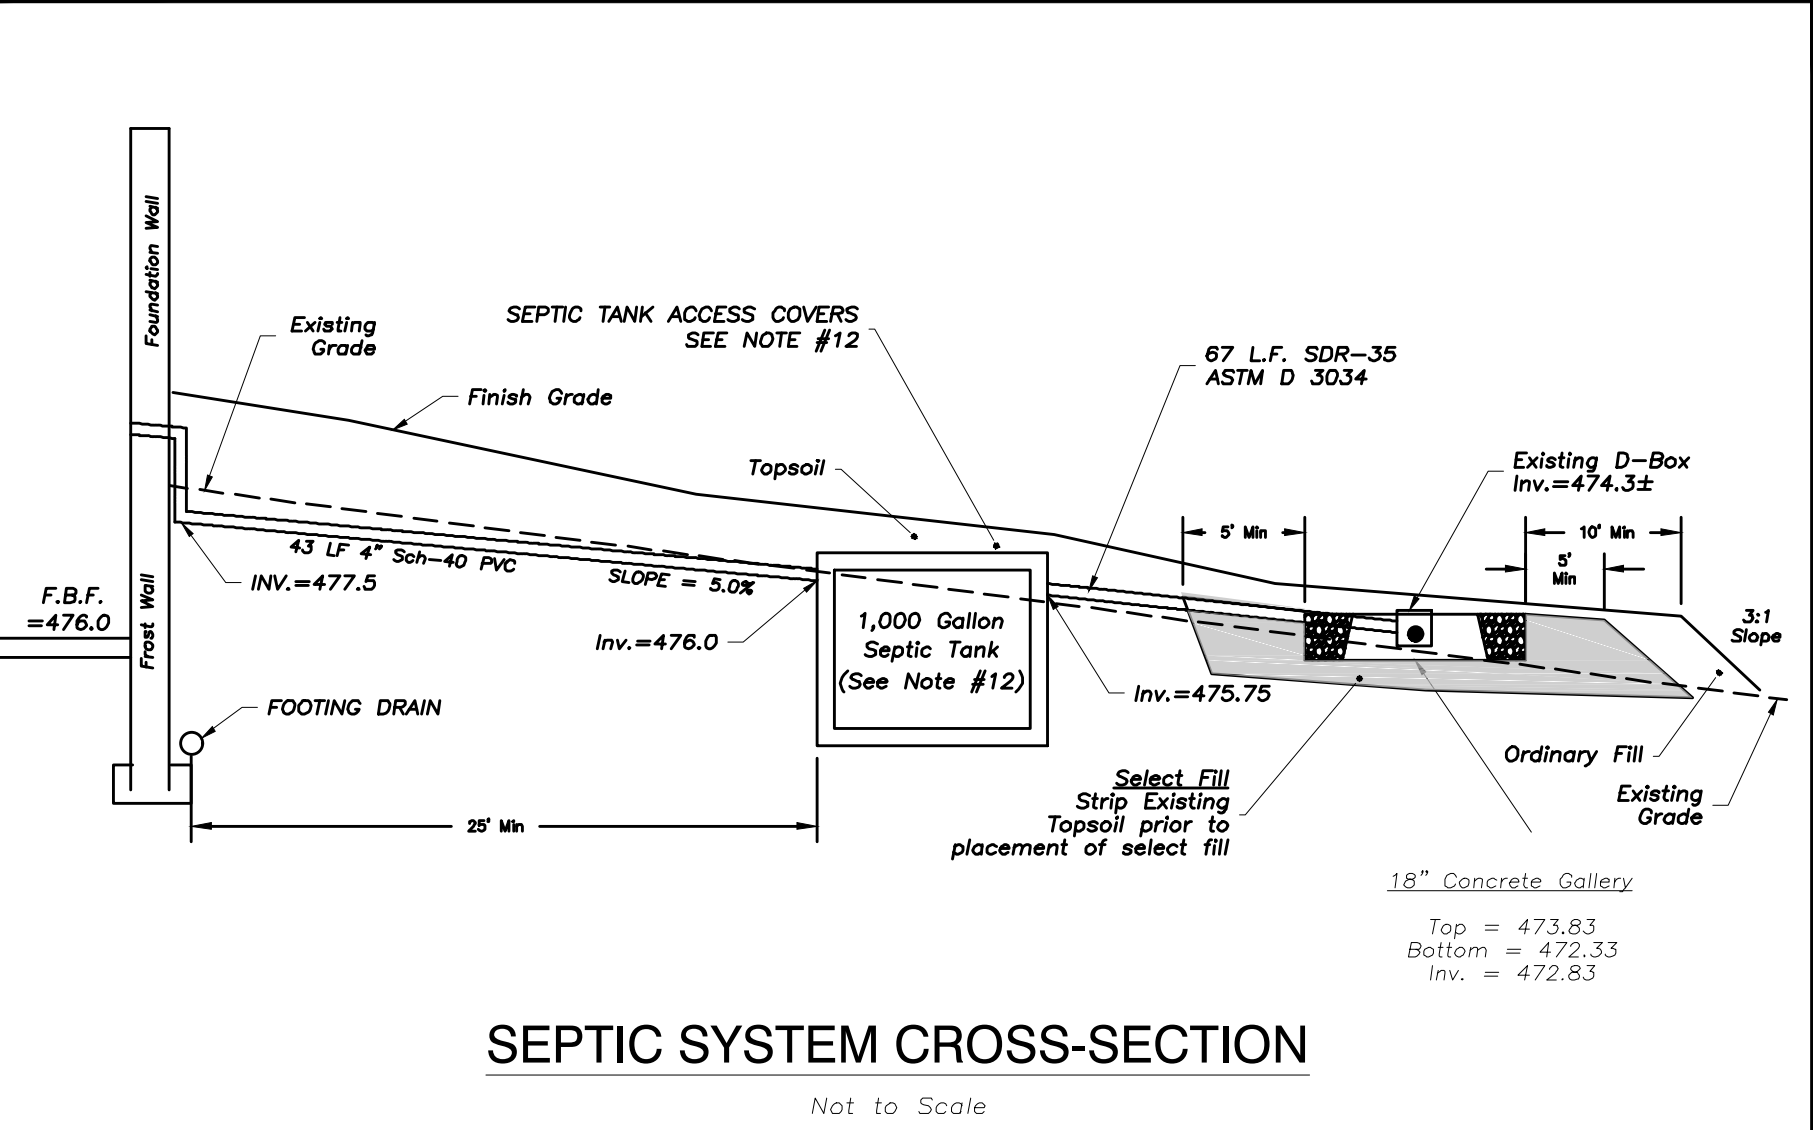 Foundation Wall
Frost Wall
Existing
Grade
SEPTIC TANK ACCESS COVERS
SEE NOTE #12
Finish Grade
Topsoil
67 L.F. SDR-35
ASTM D 3034
Existing D-Box
Inv.=474.3±
5' Min
10' Min
5'
Min
3:1
Slope
43 LF 4" Sch-40 PVC
SLOPE = 5.0%
INV.=477.5
F.B.F.
=476.0
Inv.=476.0
1,000 Gallon
Septic Tank
(See Note #12)
Inv.=475.75
FOOTING DRAIN
25' Min
Select Fill
Strip Existing
Topsoil prior to
placement of select fill
Ordinary Fill
Existing
Grade
18" Concrete Gallery
Top = 473.83
Bottom = 472.33
Inv. = 472.83
SEPTIC SYSTEM CROSS-SECTION
Not to Scale